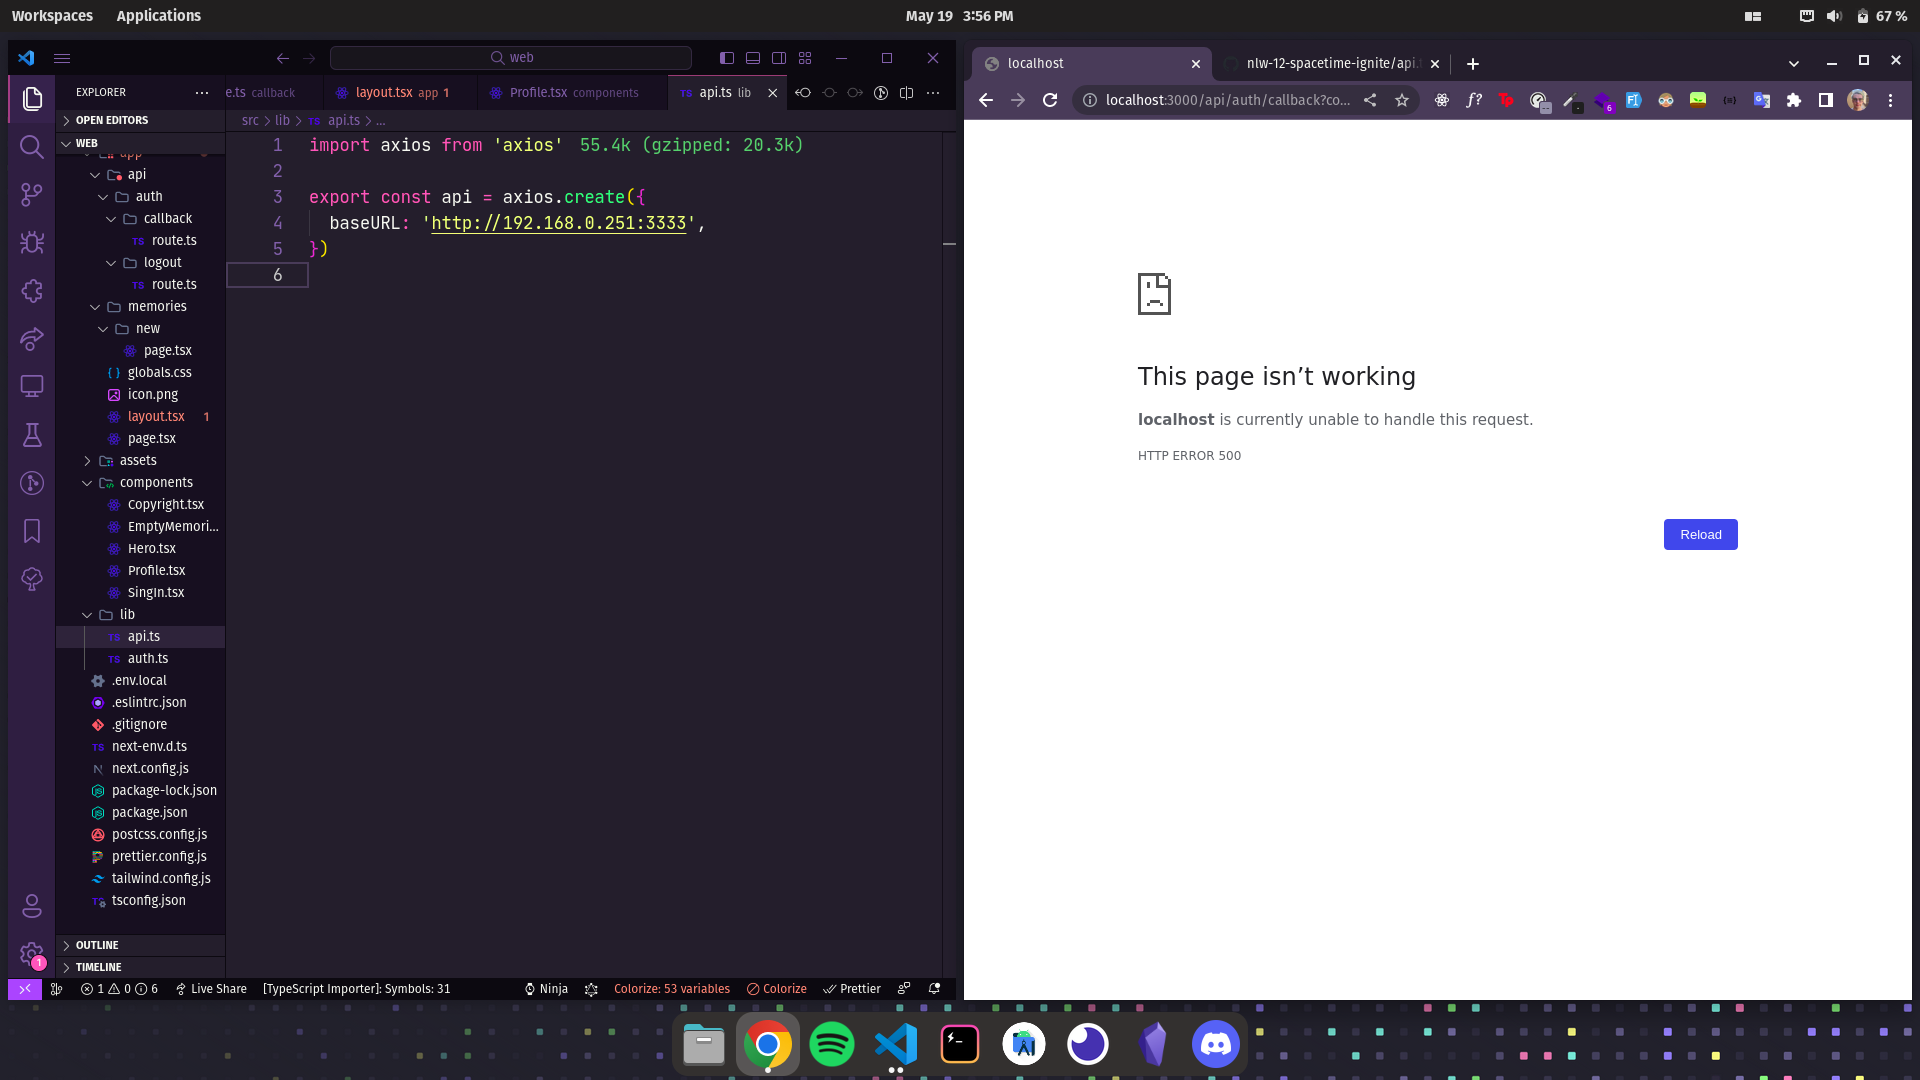 Workspaces Applications May 19 3:56 PM 67 %
web
EXPLORER
e.ts callback
layout.tsx app 1
Profile.tsx components
api.ts lib
OPEN EDITORS
WEB
app
api
auth
callback
route.ts
logout
route.ts
memories
new
page.tsx
globals.css
icon.png
layout.tsx 1
page.tsx
assets
components
Copyright.tsx
EmptyMemori...
Hero.tsx
Profile.tsx
SingIn.tsx
lib
api.ts
auth.ts
.env.local
.eslintrc.json
.gitignore
next-env.d.ts
next.config.js
package-lock.json
package.json
postcss.config.js
prettier.config.js
tailwind.config.js
tsconfig.json
OUTLINE
TIMELINE
1
src > lib > TS api.ts > ...
1 import axios from 'axios' 55.4k (gzipped: 20.3k)
2
3 export const api = axios.create({
4 baseURL: 'http://192.168.0.251:3333',
5 })
6
1 0 6 Live Share [TypeScript Importer]: Symbols: 31 Ninja Colorize: 53 variables Colorize Prettier
localhost
nlw-12-spacetime-ignite/api.
localhost:3000/api/auth/callback?co...
6
This page isn’t working
localhost is currently unable to handle this request.
HTTP ERROR 500
Reload